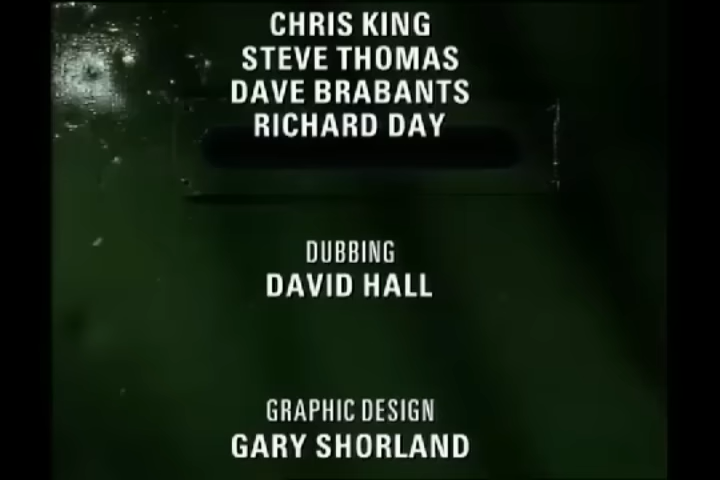 CHRIS KING
STEVE THOMAS
DAVE BRABANTS
RICHARD DAY
DUBBING
DAVID HALL
GRAPHIC DESIGN
GARY SHORLAND